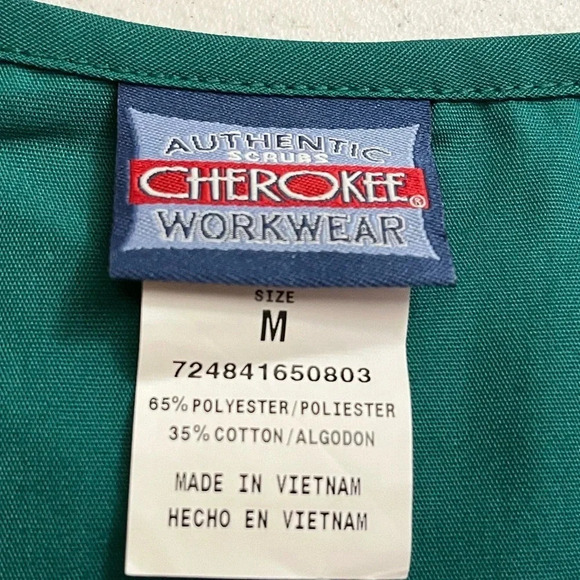 AUTHENTIC
SCRUBS
CHEROKEE®
WORKWEAR
SIZE
M
724841650803
65% POLYESTER/POLIESTER
35% COTTON/ALGODON
MADE IN VIETNAM
HECHO EN VIETNAM